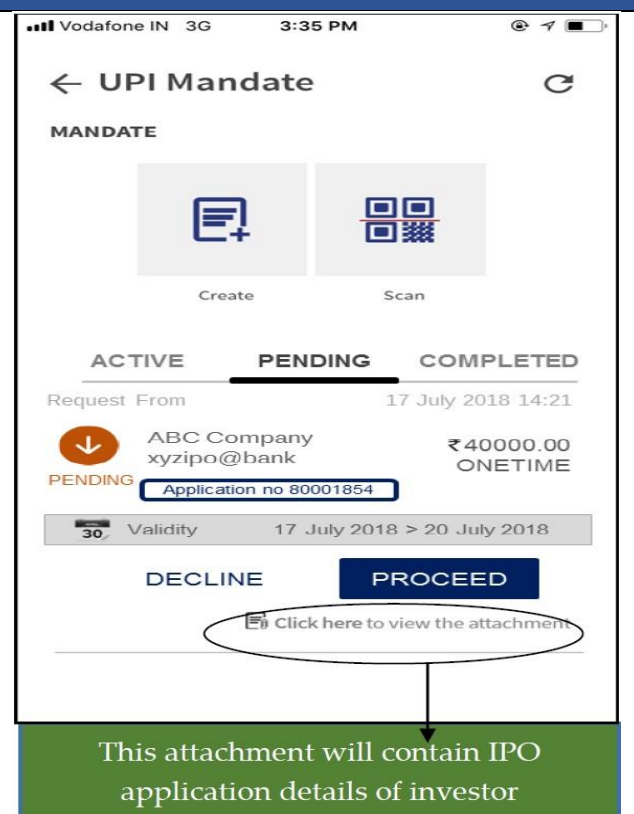 Vodafone IN 3G 3:35 PM
← UPI Mandate
MANDATE
Create Scan
ACTIVE PENDING COMPLETED
Request From 17 July 2018 14:21
ABC Company ₹40000.00
xyzipo@bank ONETIME
PENDING
Application no 80001854
30 Validity 17 July 2018 > 20 July 2018
DECLINE PROCEED
Click here to view the attachment
This attachment will contain IPO
application details of investor